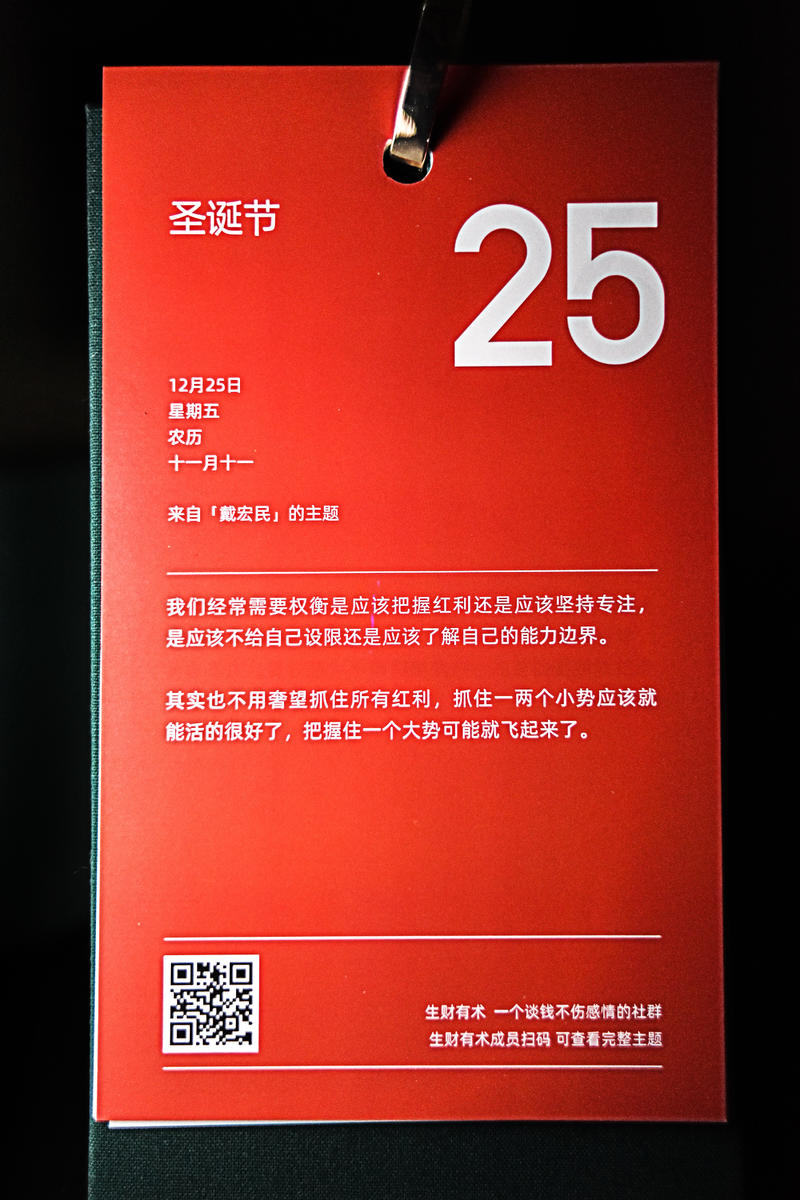 圣诞节
25
12月25日
星期五
农历
十一月十一
来自「戴宏民」的主题
我们经常需要权衡是应该把握红利还是应该坚持专注，
是应该不给自己设限还是应该了解自己的能力边界。
其实也不用奢望抓住所有红利，抓住一两个小势应该就
能活的很好了，把握住一个大势可能就飞起来了。
生财有术 一个谈钱不伤感情的社群
生财有术成员扫码 可查看完整主题